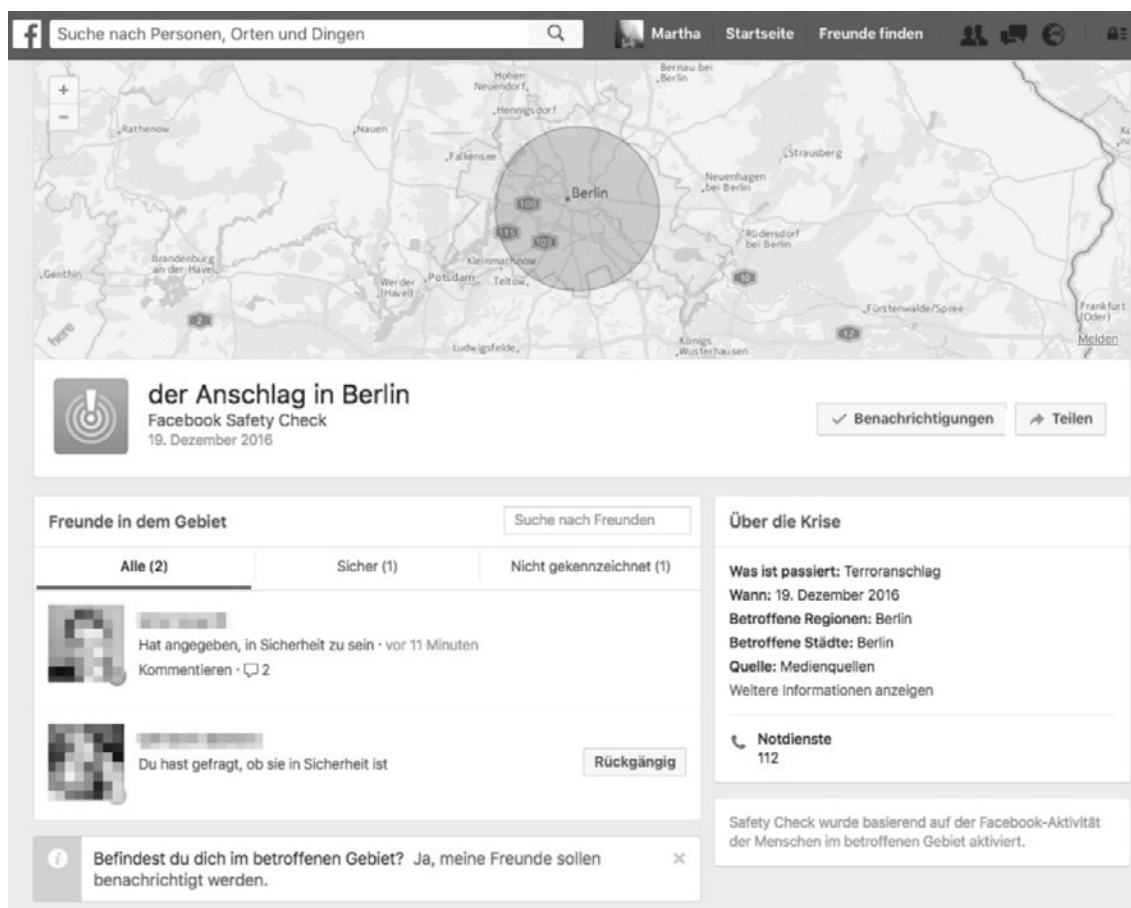 f
Suche nach Personen, Orten und Dingen
Martha Startseite Freunde finden
+
−
Hohen
Neuendorf
Bernau bei
Berlin
Hennigsdorf
Rathenow
Nauen
Falkensee
Strausberg
Neuenhagen
bei Berlin
Berlin
100
115
103
Rüdersdorf
bei Berlin
Brandenburg
an der Havel
Genthin
Kleinmachnow
Werder
(Havel)
Potsdam
Teltow
10
Fürstenwalde/Spree
Frankfurt
(Oder)
2
12
here
Ludwigsfelde
Königs
Wusterhausen
Melden
der Anschlag in Berlin
Facebook Safety Check
19. Dezember 2016
Benachrichtigungen
Teilen
Freunde in dem Gebiet
Suche nach Freunden
Alle (2) Sicher (1) Nicht gekennzeichnet (1)
Hat angegeben, in Sicherheit zu sein · vor 11 Minuten
Kommentieren · 2
Du hast gefragt, ob sie in Sicherheit ist
Rückgängig
Befindest du dich im betroffenen Gebiet? Ja, meine Freunde sollen
benachrichtigt werden.
Über die Krise
Was ist passiert: Terroranschlag
Wann: 19. Dezember 2016
Betroffene Regionen: Berlin
Betroffene Städte: Berlin
Quelle: Medienquellen
Weitere Informationen anzeigen
Notdienste
112
Safety Check wurde basierend auf der Facebook-Aktivität
der Menschen im betroffenen Gebiet aktiviert.